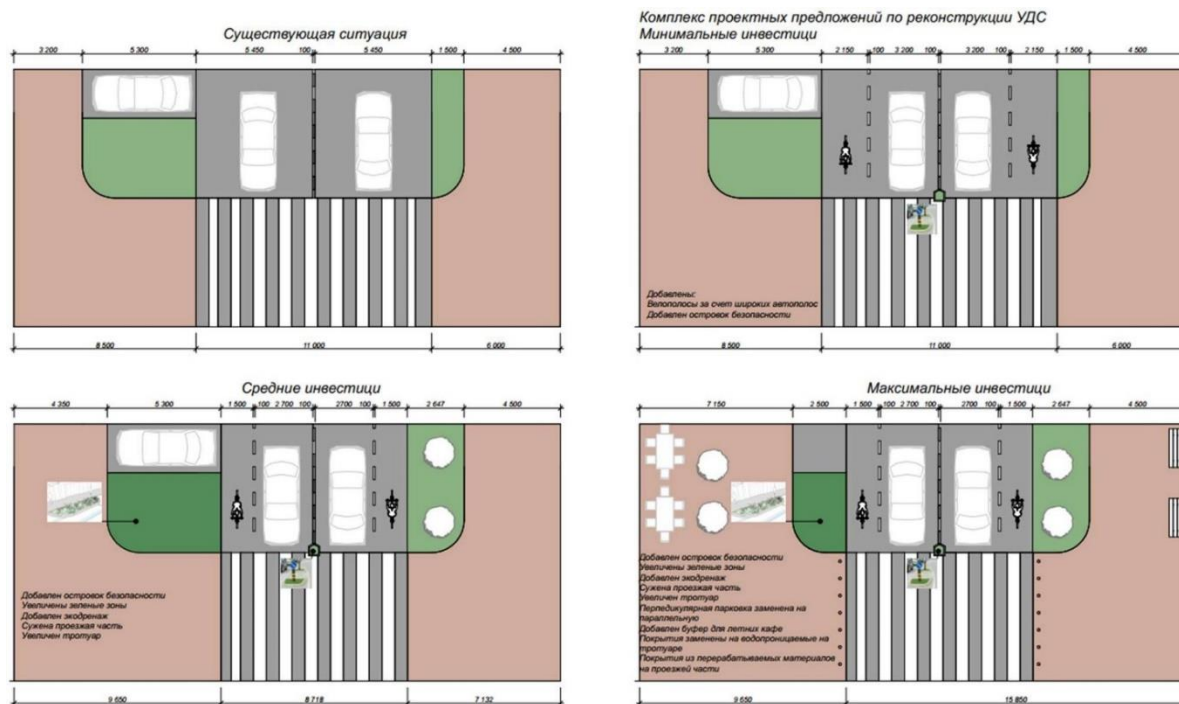 Существующая ситуация
3 200 5 300 5 450 100 5 450 1 500 4 500
8 500 11 000 6 000
Комплекс проектных предложений по реконструкции УДС
Минимальные инвестици
3 200 5 300 2 150 100 3 200 100 3 200 100 2 150 1 500 4 500
Добавлены:
Велополосы за счет широких автополос
Добавлен островок безопасности
8 500 11 000 6 000
Средние инвестици
4 350 5 300 1 500 100 2 700 100 2700 100 1 500 2 647 4 500
Добавлен островок безопасности
Увеличены зеленые зоны
Добавлен экодренаж
Сужена проезжая часть
Увеличен тротуар
9 650 8 718 7 132
Максимальные инвестици
7 150 2 500 1 500 100 2 700 100 2700 100 1 500 2 647 4 500
Добавлен островок безопасности
Увеличены зеленые зоны
Добавлен экодренаж
Сужена проезжая часть
Увеличен тротуар
Перпедикулярная парковка заменена на
параллельную
Добавлен буфер для летних кафе
Покрытия заменены на водопроницаемые на
тротуаре
Покрытия из перерабатываемых материалов
на проезжей части
9 650 15 850